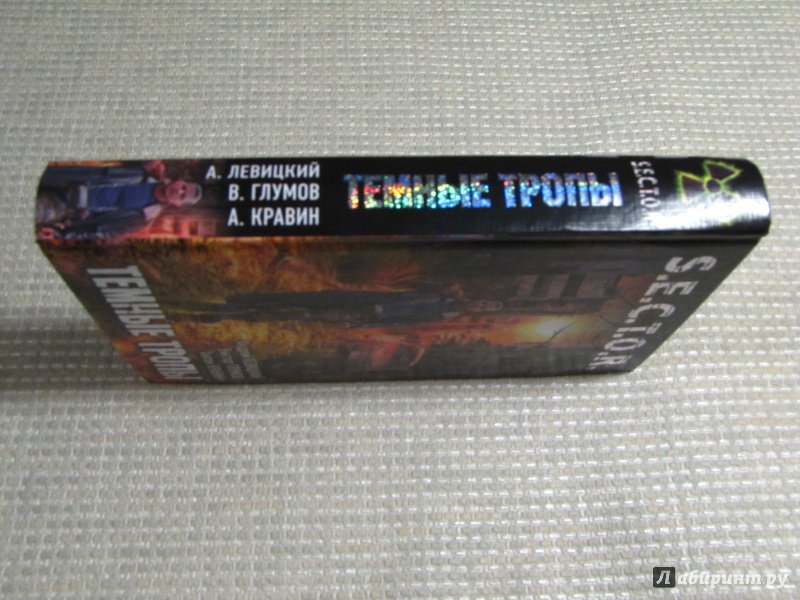 А. ЛЕВИЦКИЙ
В. ГЛУМОВ
А. КРАВИН
ТЕМНЫЕ ТРОПЫ
S.E.C.T.O.R.
S.E.C.T.O.R.
ТЕМНЫЕ ТРОПЫ
Лабиринт.ру